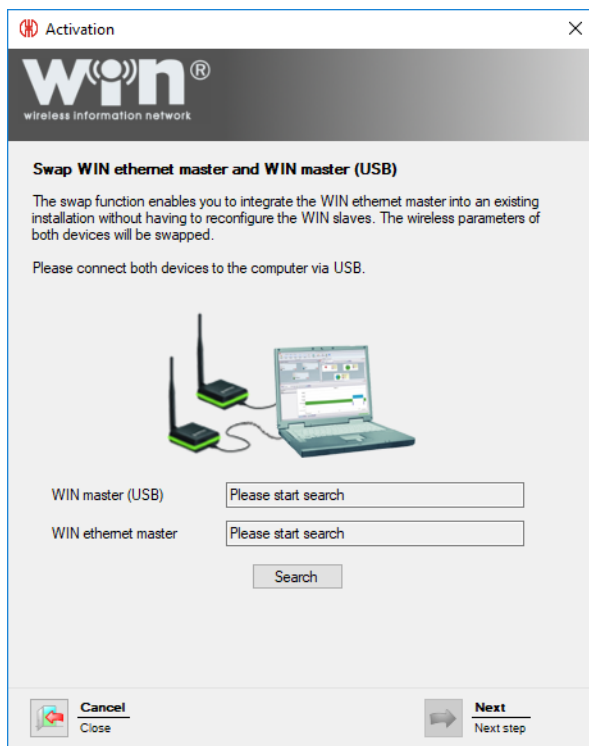 Activation
win®
wireless information network
Swap WIN ethernet master and WIN master (USB)
The swap function enables you to integrate the WIN ethernet master into an existing
installation without having to reconfigure the WIN slaves. The wireless parameters of
both devices will be swapped.
Please connect both devices to the computer via USB.
WIN master (USB) Please start search
WIN ethernet master Please start search
Search
Cancel
Close
Next
Next step